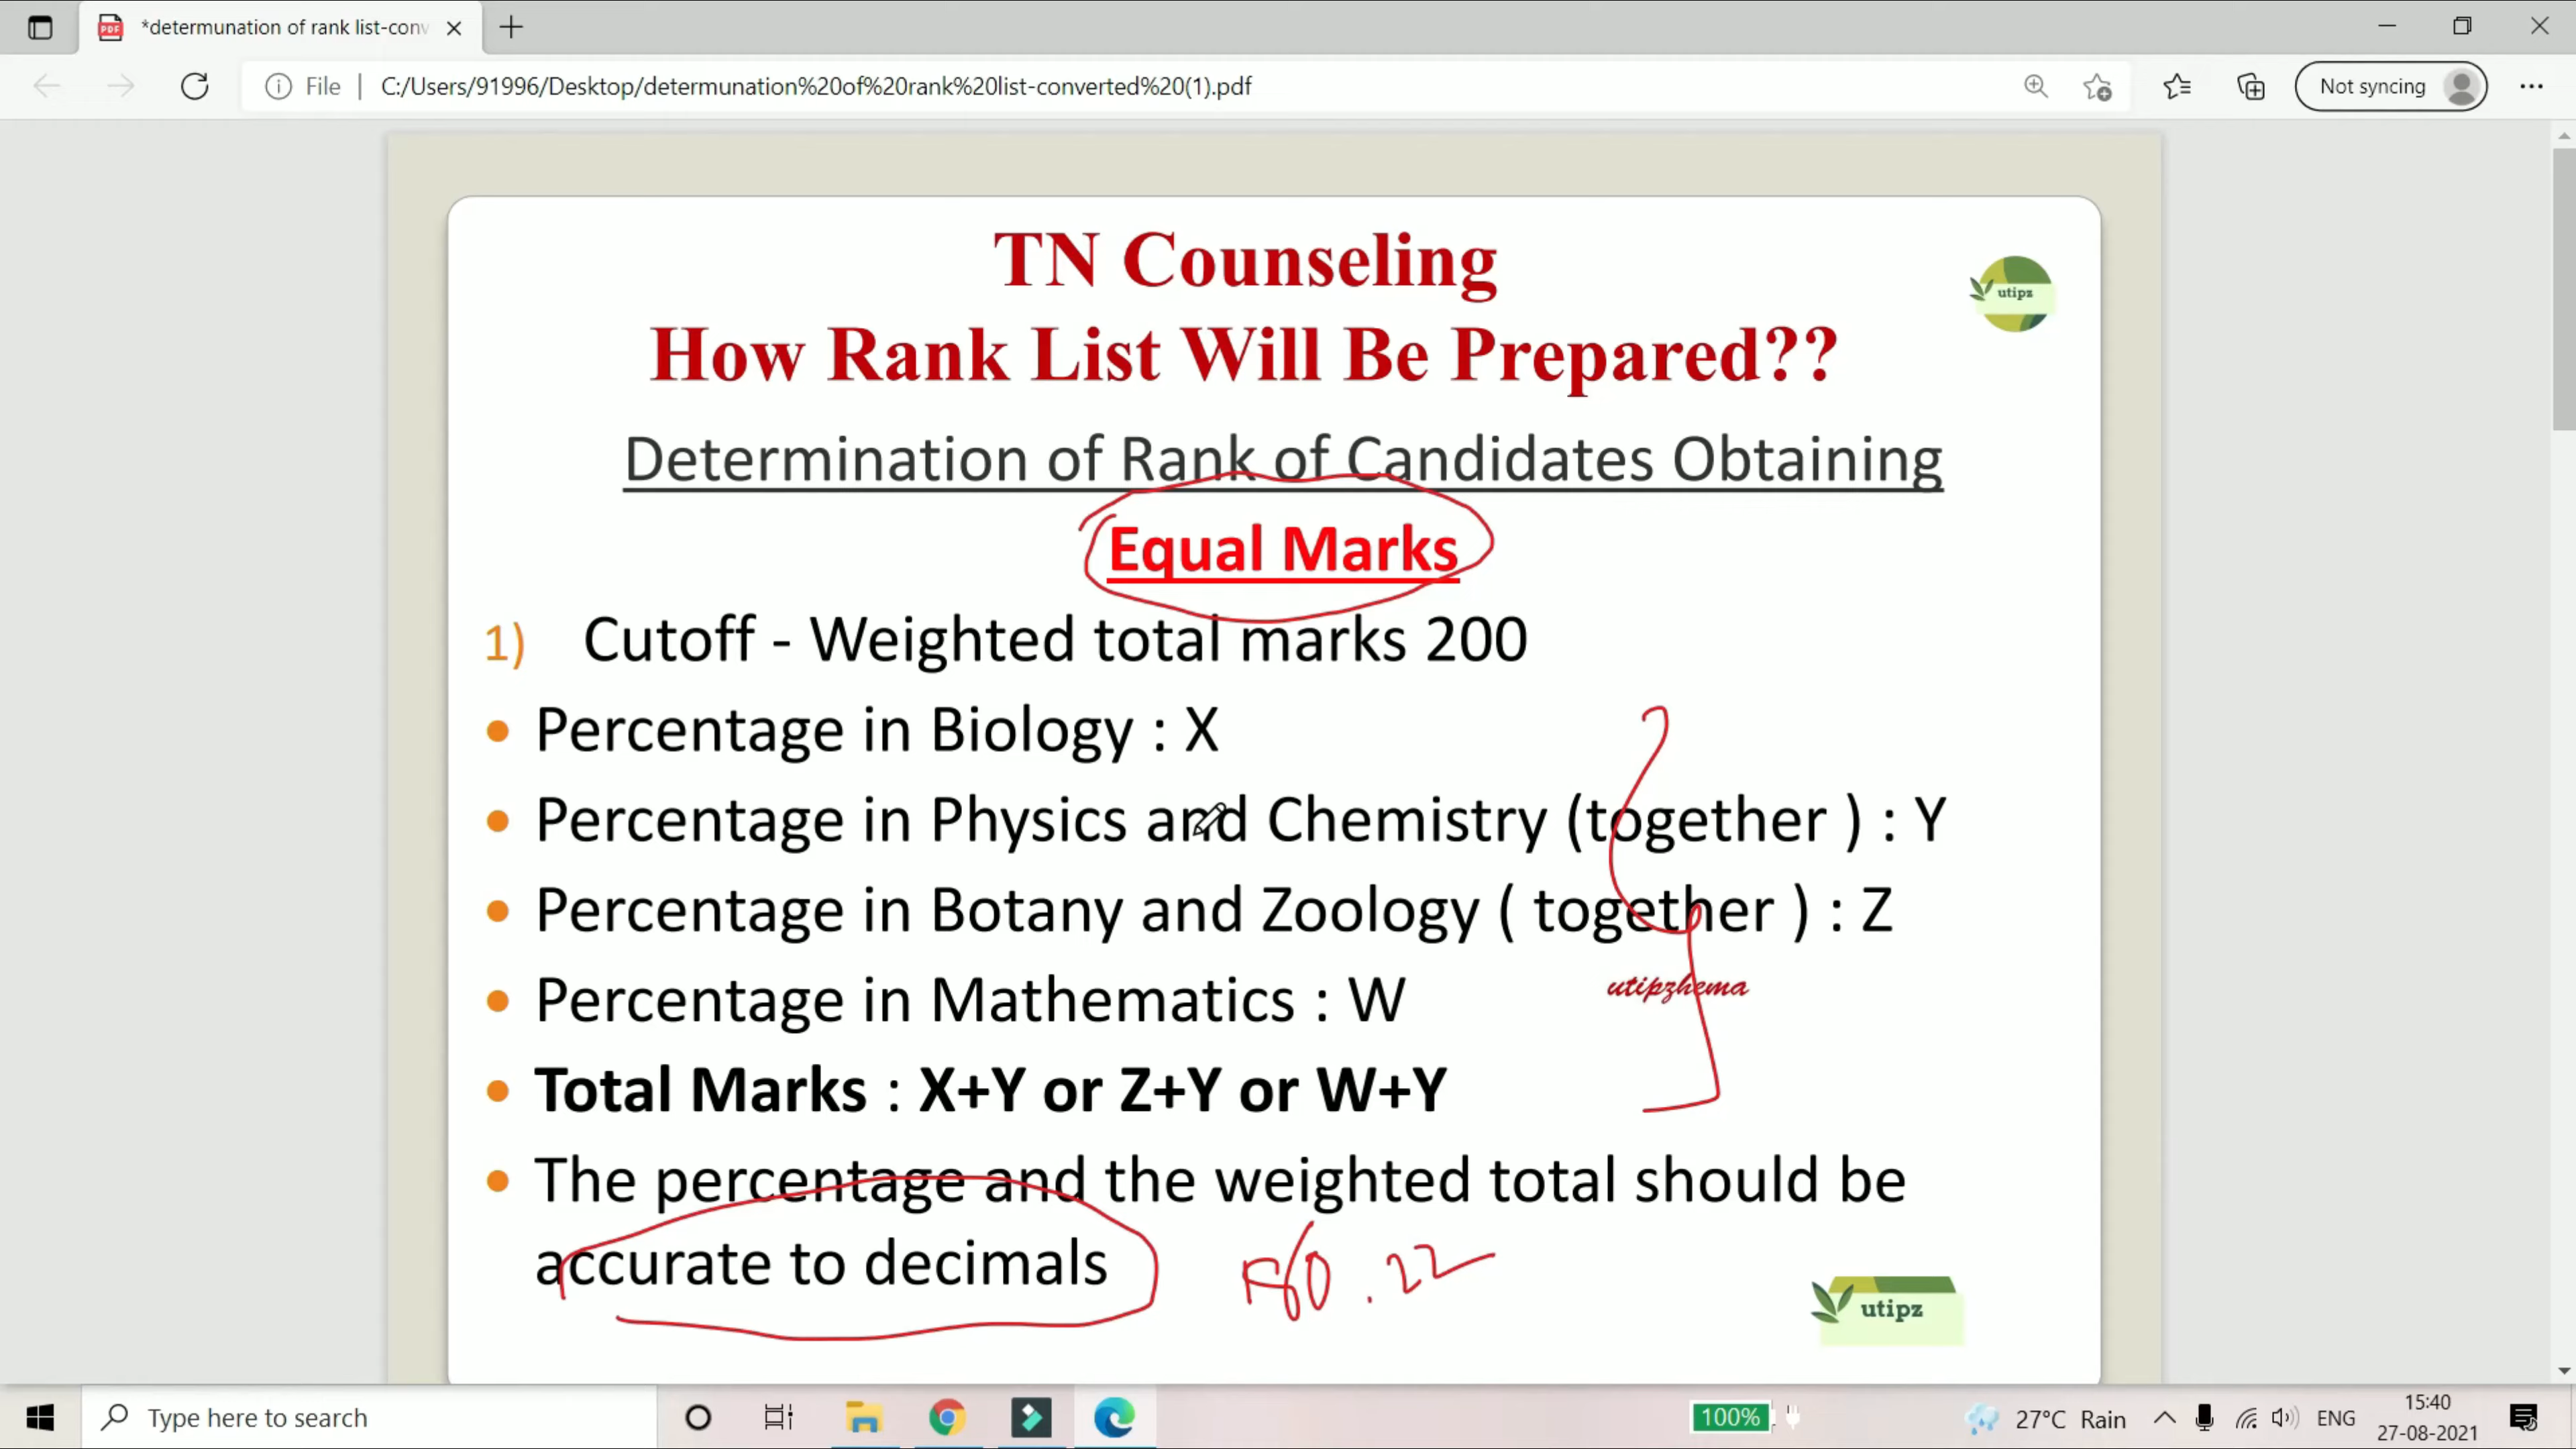 *determunation of rank list-conv
File
C:/Users/91996/Desktop/determunation%20of%20rank%20list-converted%20(1).pdf
Not syncing
TN Counseling
How Rank List Will Be Prepared??
utipz
Determination of Rank of Candidates Obtaining
Equal Marks
1) Cutoff - Weighted total marks 200
• Percentage in Biology : X
• Percentage in Physics and Chemistry (together ) : Y
• Percentage in Botany and Zoology ( together ) : Z
utipzhema
• Percentage in Mathematics : W
• Total Marks : X+Y or Z+Y or W+Y
• The percentage and the weighted total should be
accurate to decimals
.22
utipz
Type here to search
100%
27°C Rain
ENG
15:40
27-08-2021